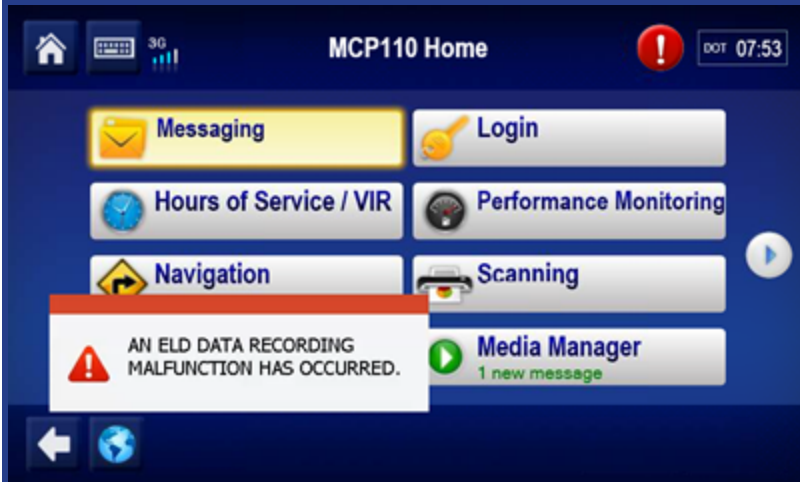 3G
MCP110 Home
!
DOT 07:53
Messaging
Login
Hours of Service / VIR
Performance Monitoring
Navigation
Scanning
AN ELD DATA RECORDING
MALFUNCTION HAS OCCURRED.
Media Manager
1 new message